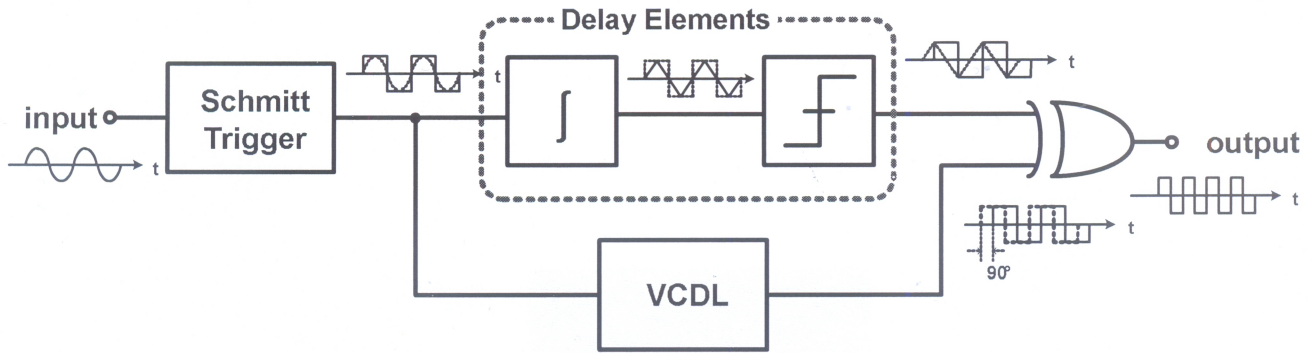 Delay Elements
Schmitt
Trigger
input
t
t
∫
t
output
t
t
90°
VCDL